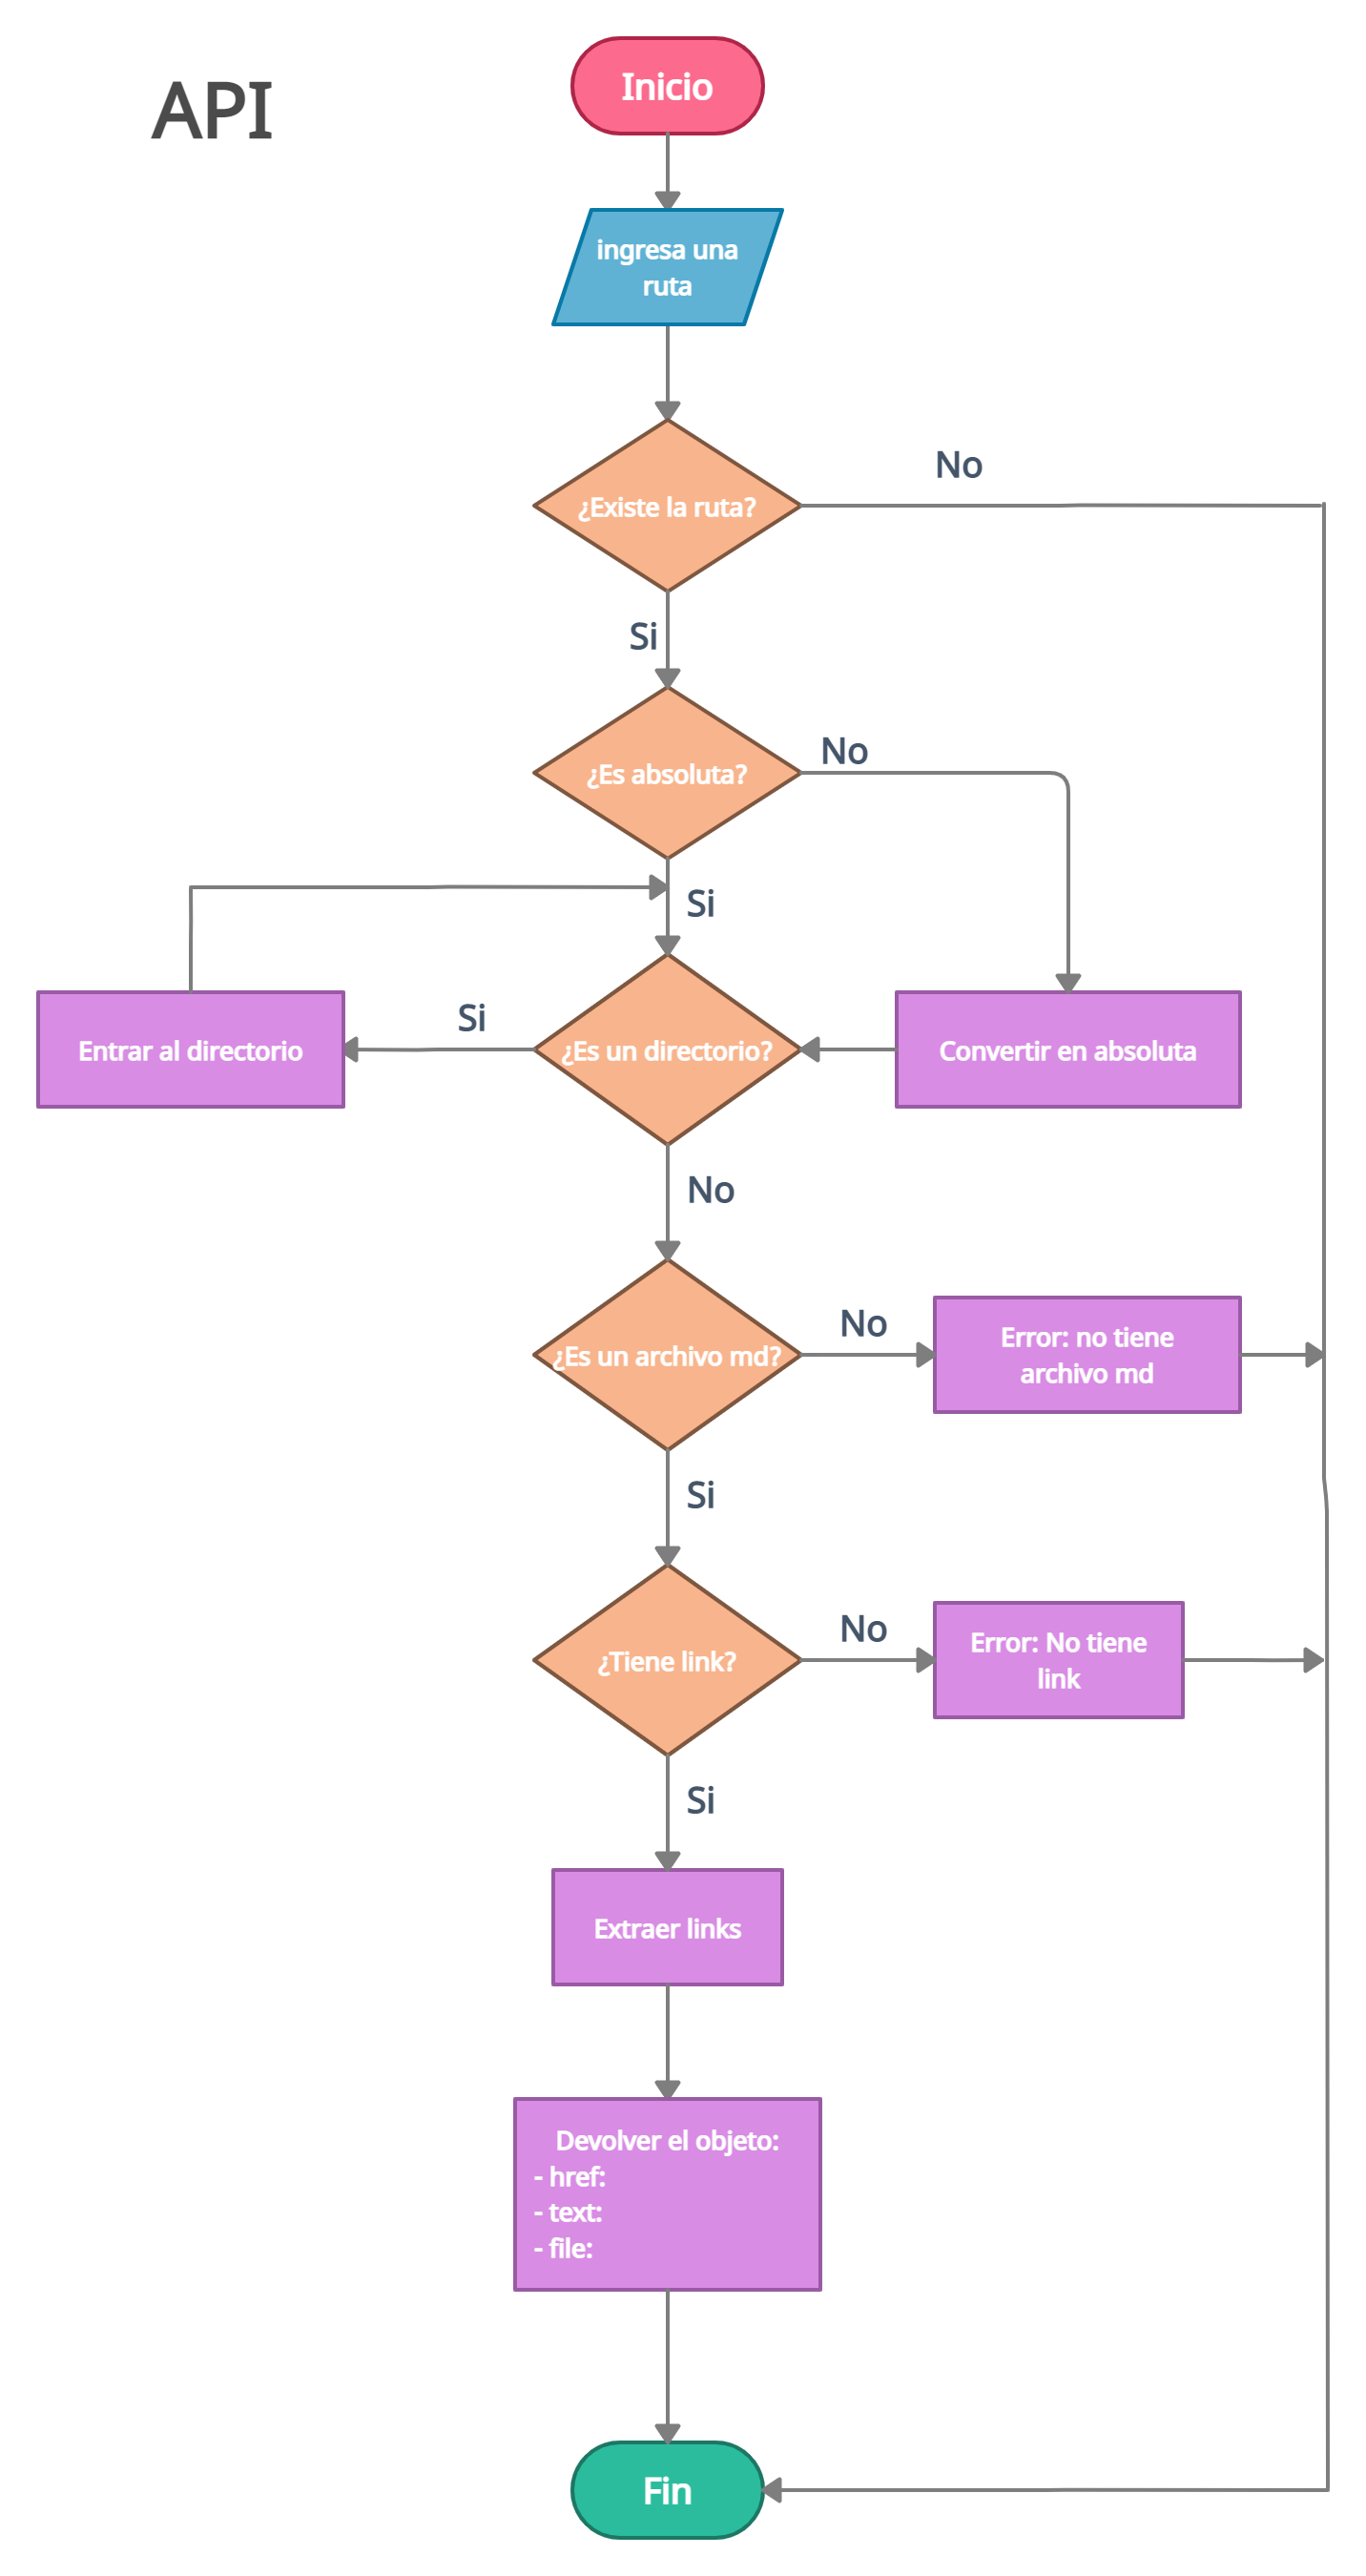 API
Inicio
ingresa una
ruta
¿Existe la ruta?
No
Si
¿Es absoluta?
No
Si
Entrar al directorio
Si
¿Es un directorio?
Convertir en absoluta
No
¿Es un archivo md?
No
Error: no tiene
archivo md
Si
¿Tiene link?
No
Error: No tiene
link
Si
Extraer links
Devolver el objeto:
- href:
- text:
- file:
Fin